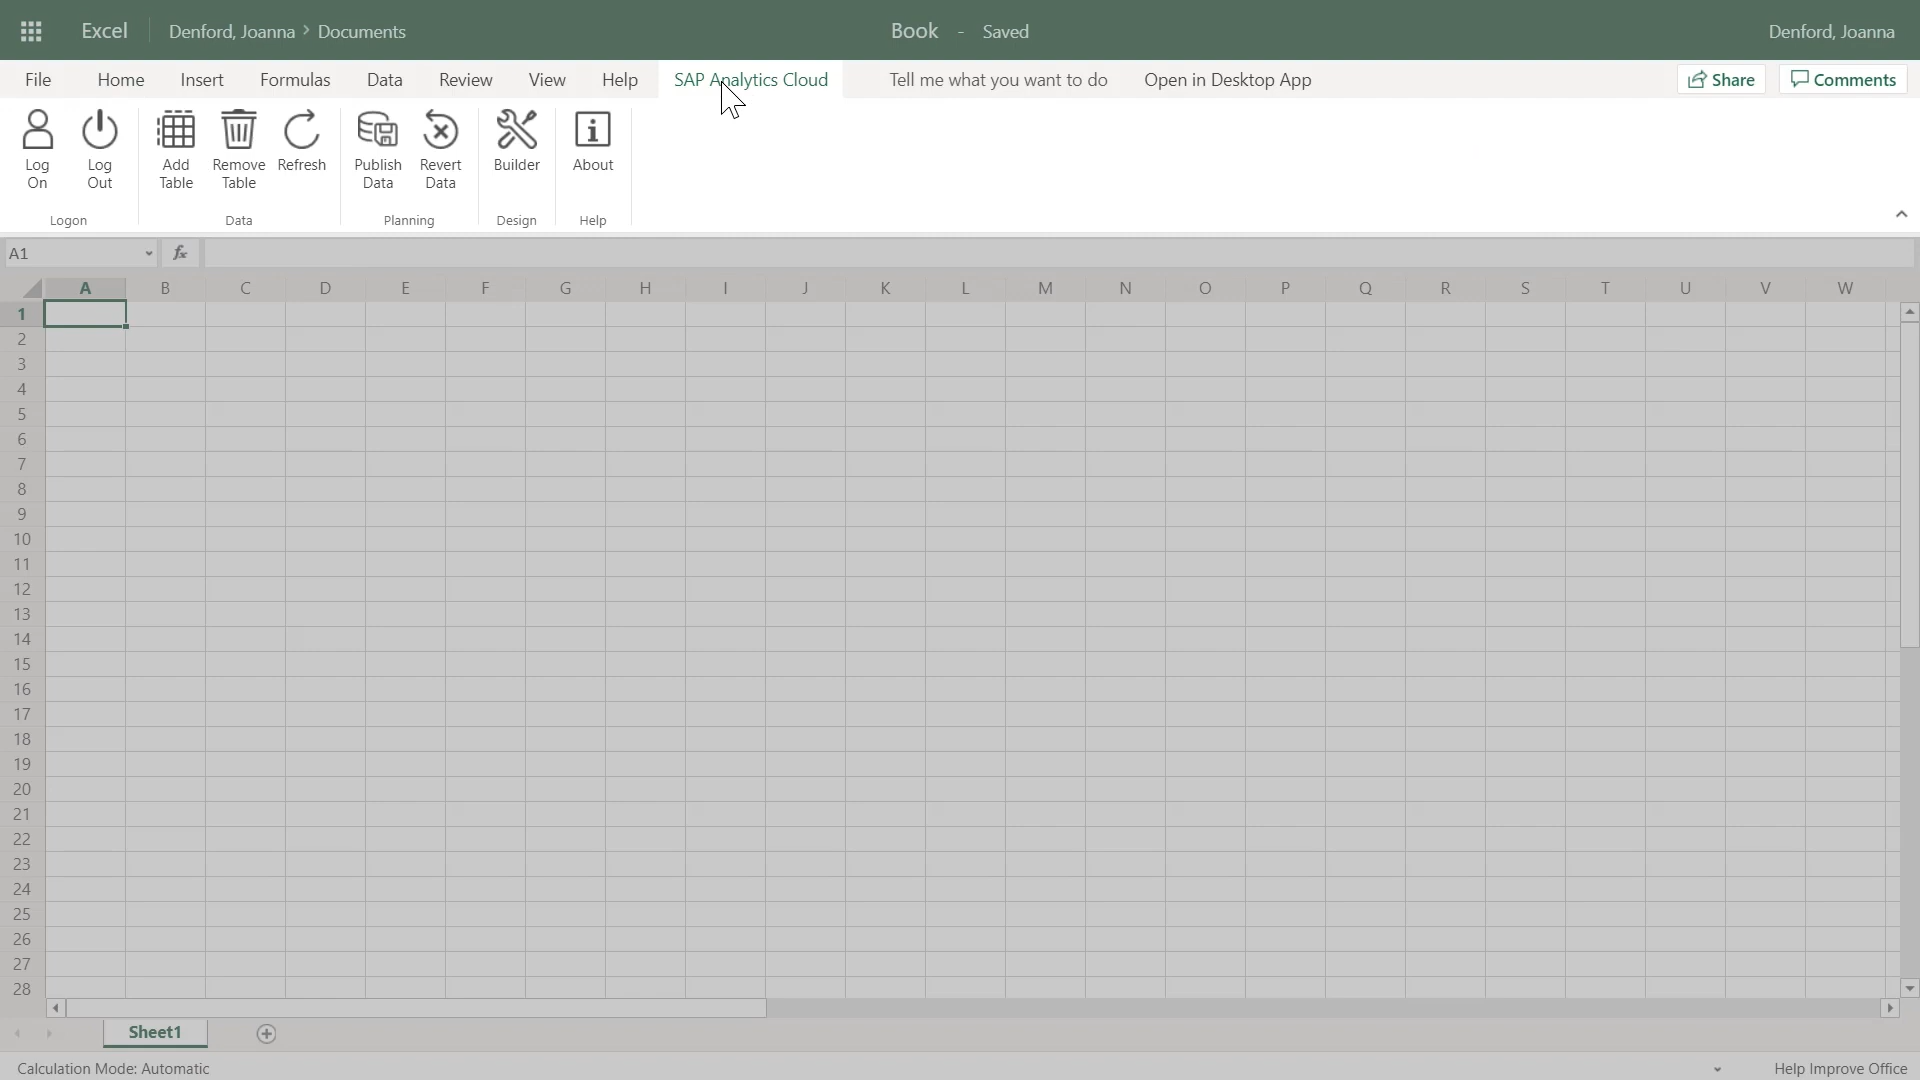 Excel Denford, Joanna › Documents Book - Saved Denford, Joanna
File Home Insert Formulas Data Review View Help SAP Analytics Cloud Tell me what you want to do Open in Desktop App Share Comments
Log On
Log Out
Add Table
Remove Table
Refresh
Publish Data
Revert Data
Builder
About
Logon Data Planning Design Help
A1 fx
A B C D E F G H I J K L M N O P Q R S T U V W
1
2
3
4
5
6
7
8
9
10
11
12
13
14
15
16
17
18
19
20
21
22
23
24
25
26
27
28
Sheet1
Calculation Mode: Automatic Help Improve Office